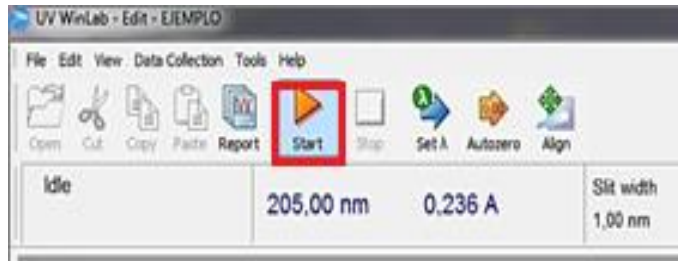 UV WinLab - Edit - EJEMPLO
File Edit View Data Collection Tools Help
Open Cut Copy Paste Report Start Stop Set λ Autozero Align
Idle
205,00 nm 0,236 A
Slit width
1,00 nm